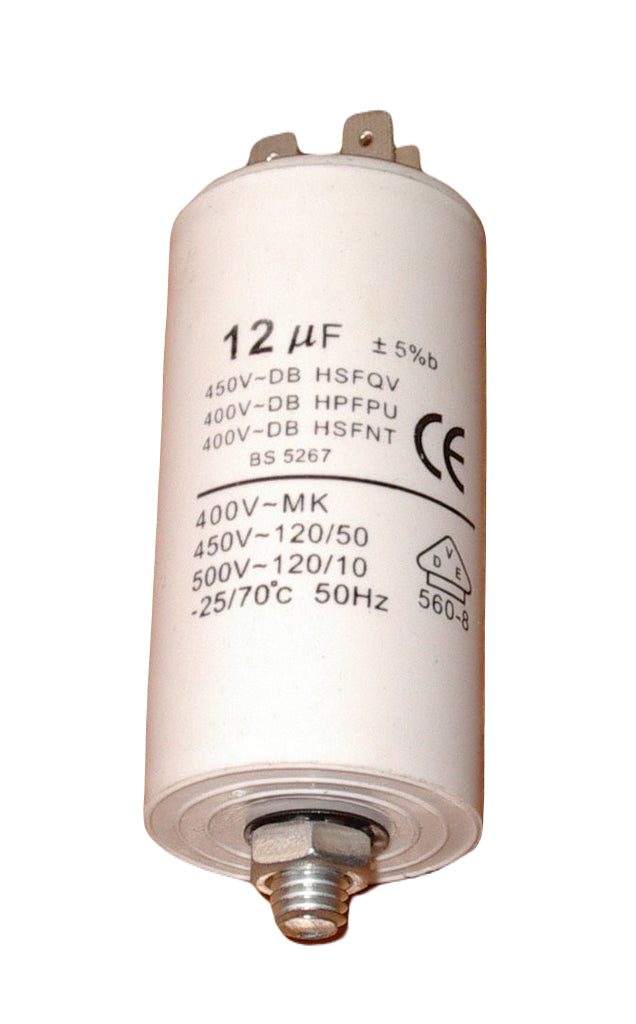 12 μF ± 5%b
450V~DB HSFQV
400V~DB HPFPU
400V~DB HSFNT
BS 5267
CE
400V~MK
450V~120/50
500V~120/10
-25/70°C 50Hz
D V E
560-8